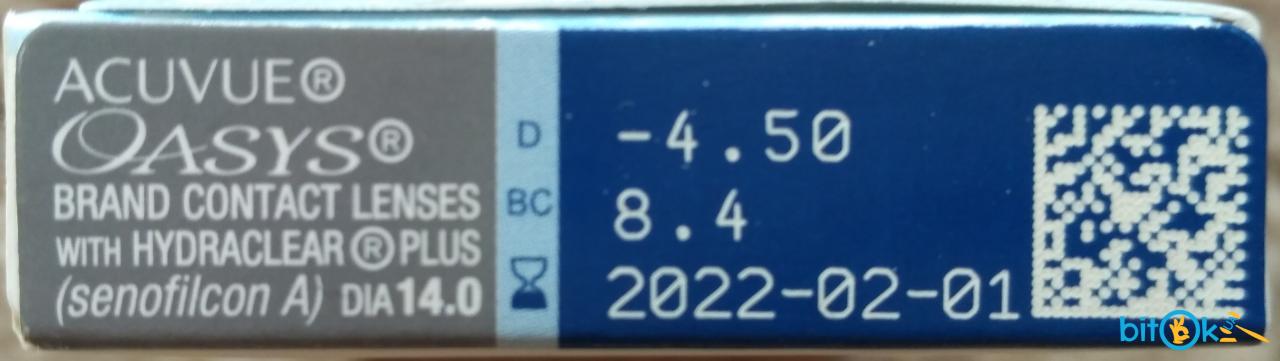 ACUVUE®
OASYS®
BRAND CONTACT LENSES
WITH HYDRACLEAR® PLUS
(senofilcon A) DIA 14.0
D -4.50
BC 8.4
2022-02-01